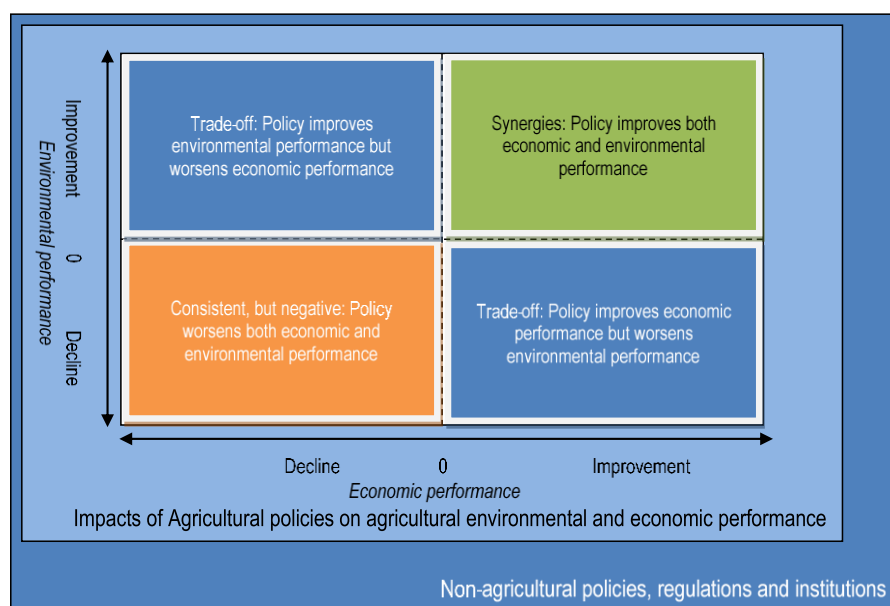 Improvement
0
Decline
Environmental performance
Trade-off: Policy improves
environmental performance but
worsens economic performance
Synergies: Policy improves both
economic and environmental
performance
Consistent, but negative: Policy
worsens both economic and
environmental performance
Trade-off: Policy improves economic
performance but worsens
environmental performance
Decline
0
Improvement
Economic performance
Impacts of Agricultural policies on agricultural environmental and economic performance
Non-agricultural policies, regulations and institutions